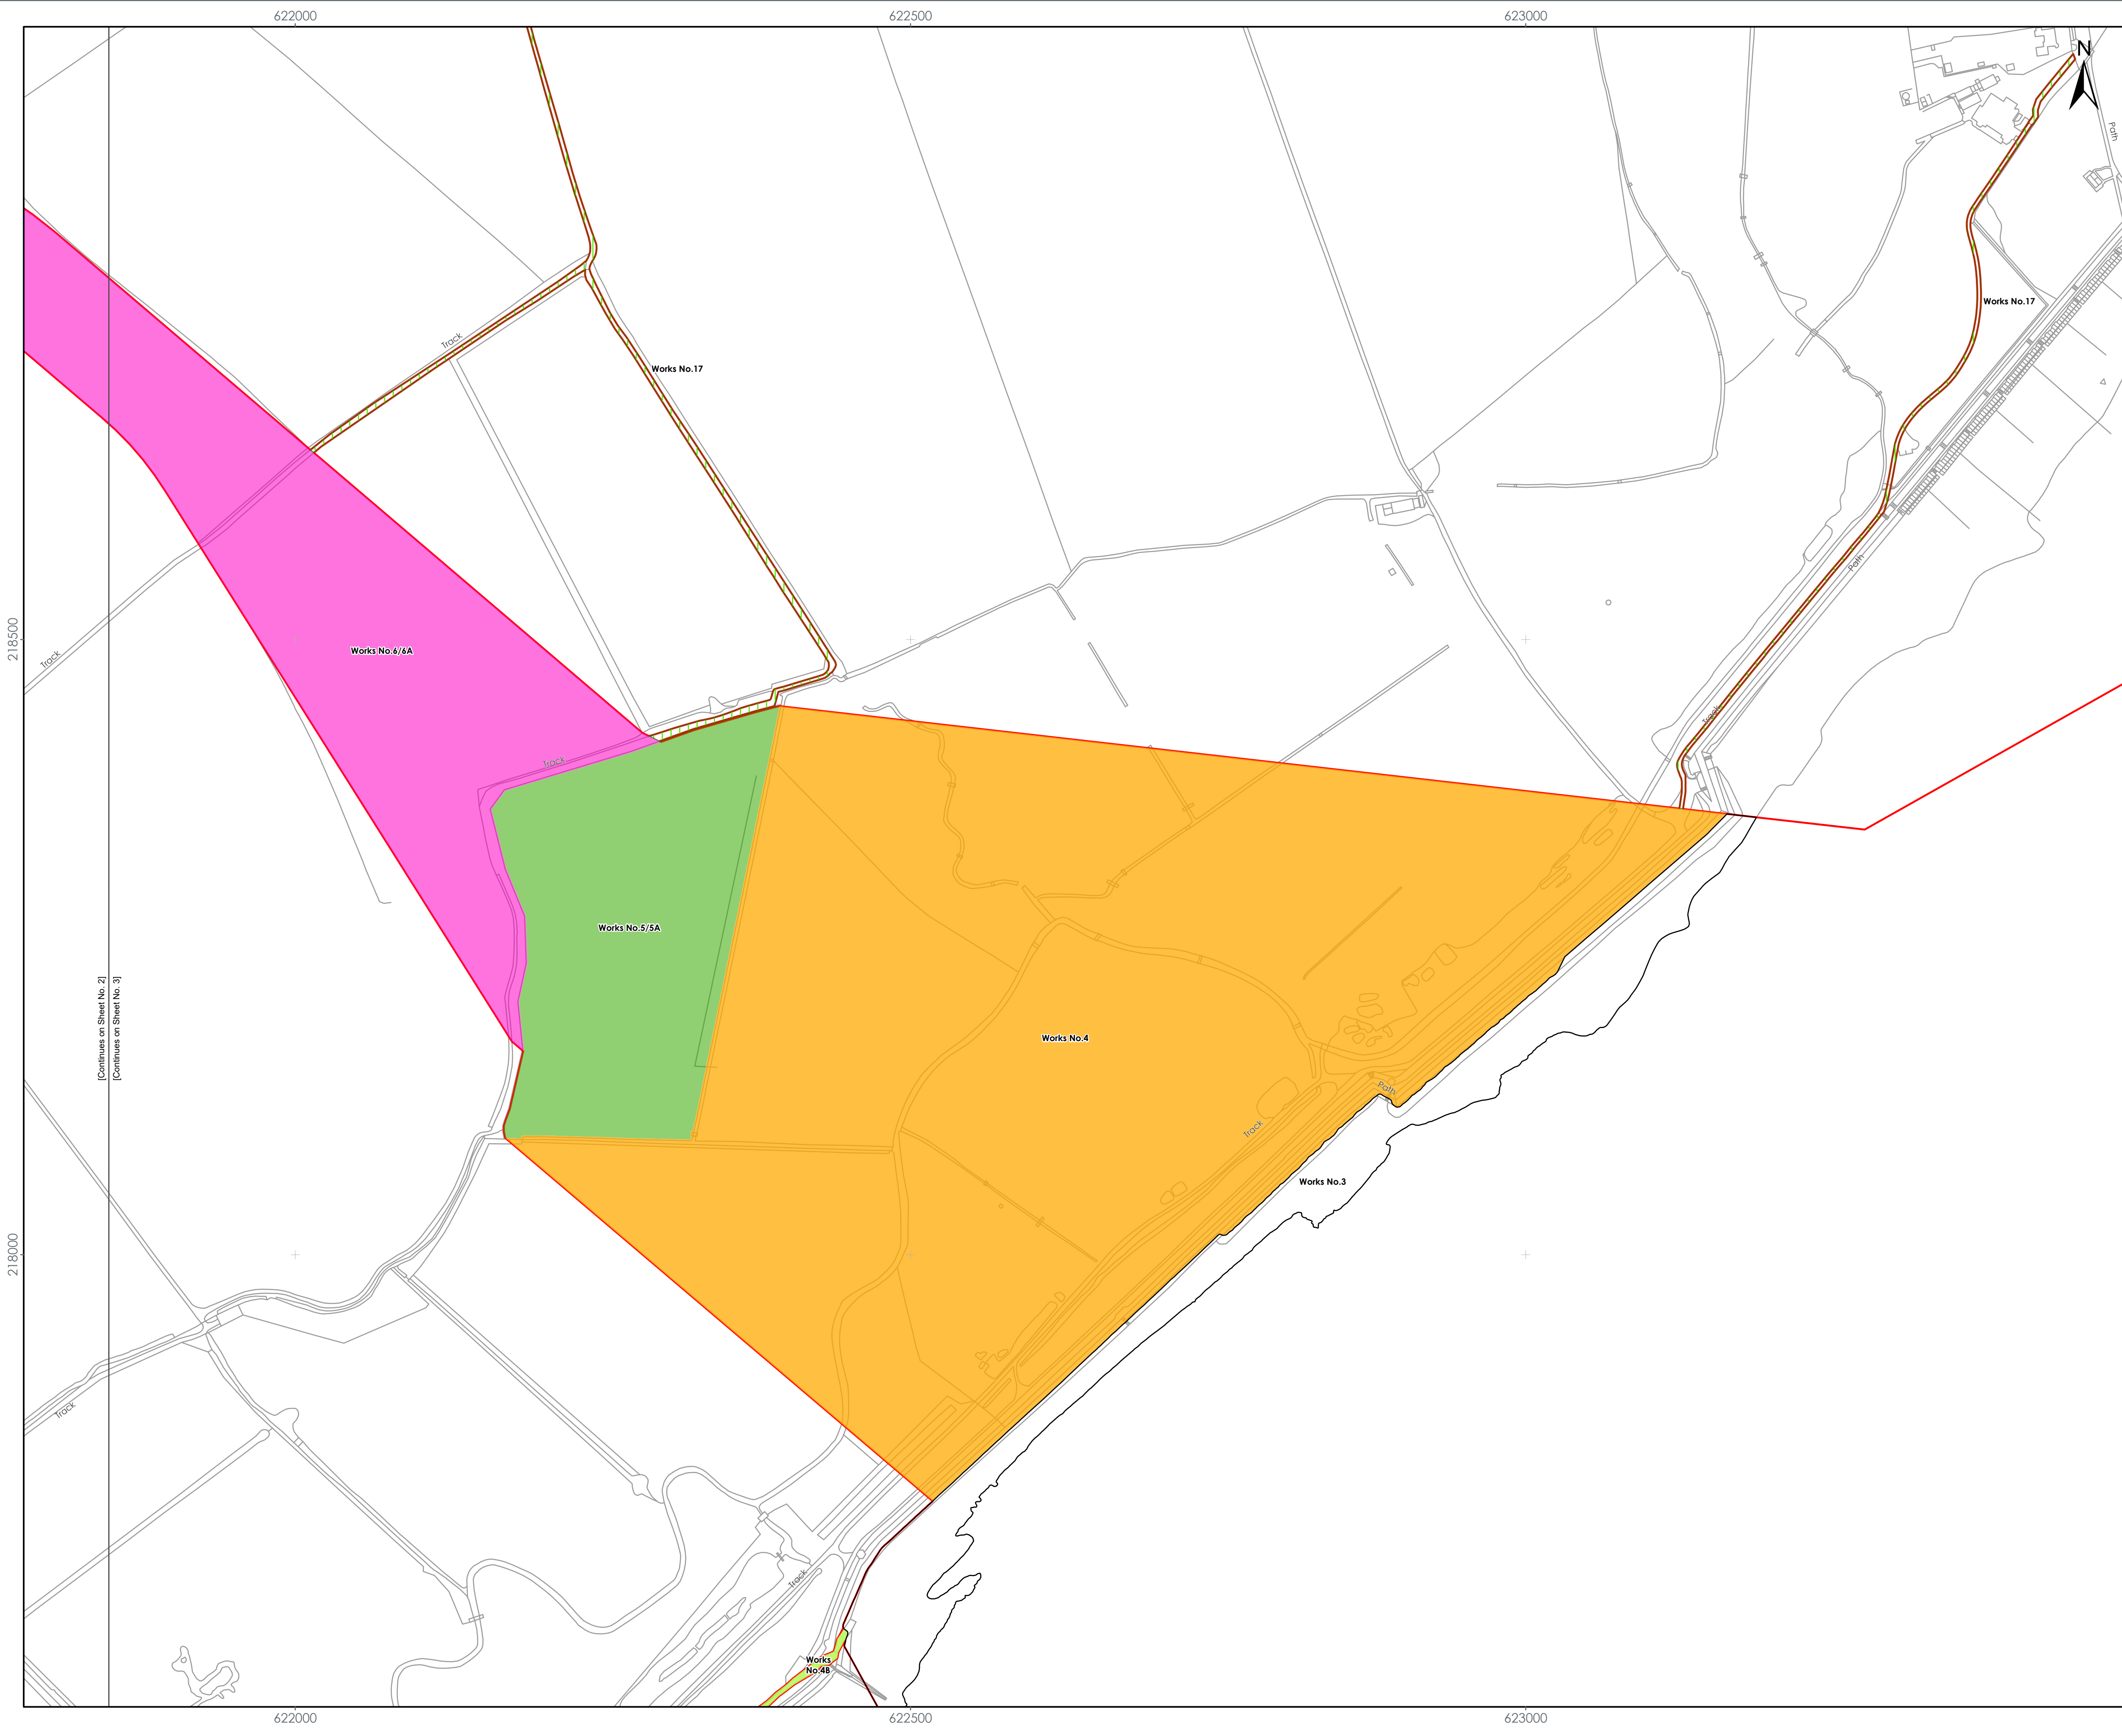 622000
622500
623000
N
Path
Works No.17
Track
Works No.17
218500
Works No.6/6A
Track
Path
Track
Track
Works No.5/5A
[Continues on Sheet No. 2]
[Continues on Sheet No. 3]
Works No.4
Path
Track
Works No.3
218000
Track
Track
Works
No.4B
622000
622500
623000